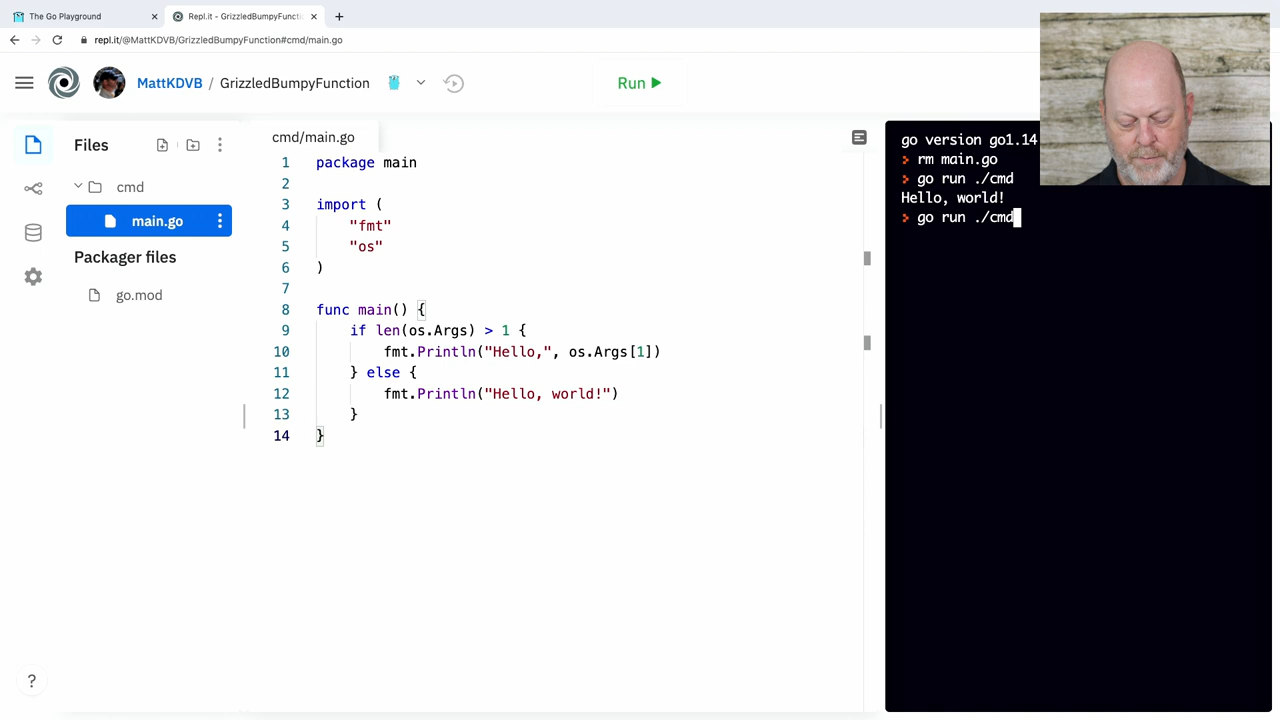 The Go Playground
Repl.it - GrizzledBumpyFuncti
repl.it/@MattKDVB/GrizzledBumpyFunction#cmd/main.go
MattKDVB / GrizzledBumpyFunction
Run
Files
cmd
main.go
Packager files
go.mod
cmd/main.go
1 package main
2
3 import (
4 "fmt"
5 "os"
6 )
7
8 func main() {
9 if len(os.Args) > 1 {
10 fmt.Println("Hello,", os.Args[1])
11 } else {
12 fmt.Println("Hello, world!")
13 }
14 }
go version go1.14
> rm main.go
> go run ./cmd
Hello, world!
> go run ./cmd
?